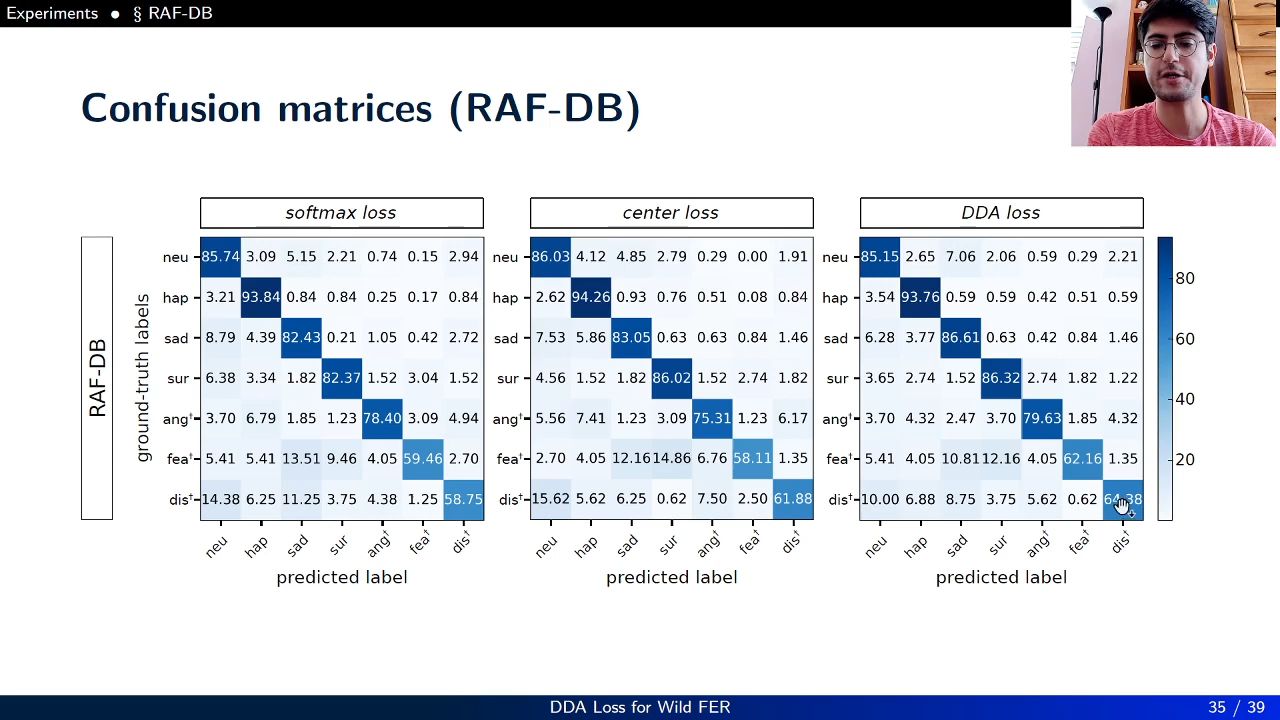 Experiments ● § RAF-DB
Confusion matrices (RAF-DB)
softmax loss center loss DDA loss
RAF-DB
ground-truth labels
neu 85.74 3.09 5.15 2.21 0.74 0.15 2.94
hap 3.21 93.84 0.84 0.84 0.25 0.17 0.84
sad 8.79 4.39 82.43 0.21 1.05 0.42 2.72
sur 6.38 3.34 1.82 82.37 1.52 3.04 1.52
ang† 3.70 6.79 1.85 1.23 78.40 3.09 4.94
fea† 5.41 5.41 13.51 9.46 4.05 59.46 2.70
dis† 14.38 6.25 11.25 3.75 4.38 1.25 58.75
neu hap sad sur ang† fea† dis†
predicted label
neu 86.03 4.12 4.85 2.79 0.29 0.00 1.91
hap 2.62 94.26 0.93 0.76 0.51 0.08 0.84
sad 7.53 5.86 83.05 0.63 0.63 0.84 1.46
sur 4.56 1.52 1.82 86.02 1.52 2.74 1.82
ang† 5.56 7.41 1.23 3.09 75.31 1.23 6.17
fea† 2.70 4.05 12.16 14.86 6.76 58.11 1.35
dis† 15.62 5.62 6.25 0.62 7.50 2.50 61.88
neu hap sad sur ang† fea† dis†
predicted label
neu 85.15 2.65 7.06 2.06 0.59 0.29 2.21
hap 3.54 93.76 0.59 0.59 0.42 0.51 0.59
sad 6.28 3.77 86.61 0.63 0.42 0.84 1.46
sur 3.65 2.74 1.52 86.32 2.74 1.82 1.22
ang† 3.70 4.32 2.47 3.70 79.63 1.85 4.32
fea† 5.41 4.05 10.81 12.16 4.05 62.16 1.35
dis† 10.00 6.88 8.75 3.75 5.62 0.62 64.38
neu hap sad sur ang† fea† dis†
predicted label
80
60
40
20
DDA Loss for Wild FER
35 / 39